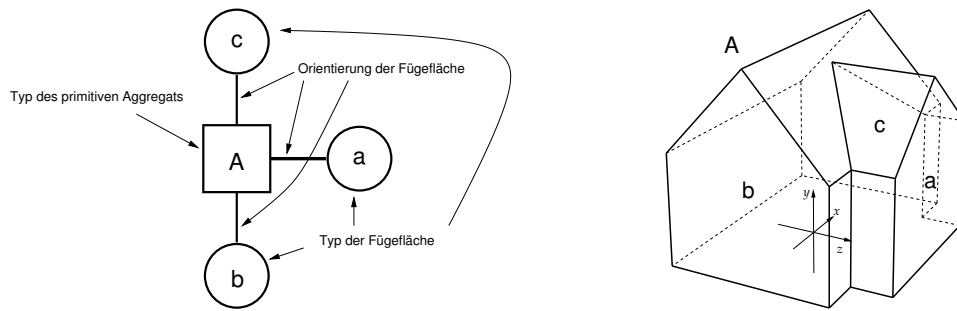 c
Orientierung der Fügefläche
Typ des primitiven Aggregats
A
a
Typ der Fügefläche
b
A
c
a
b
y
x
z